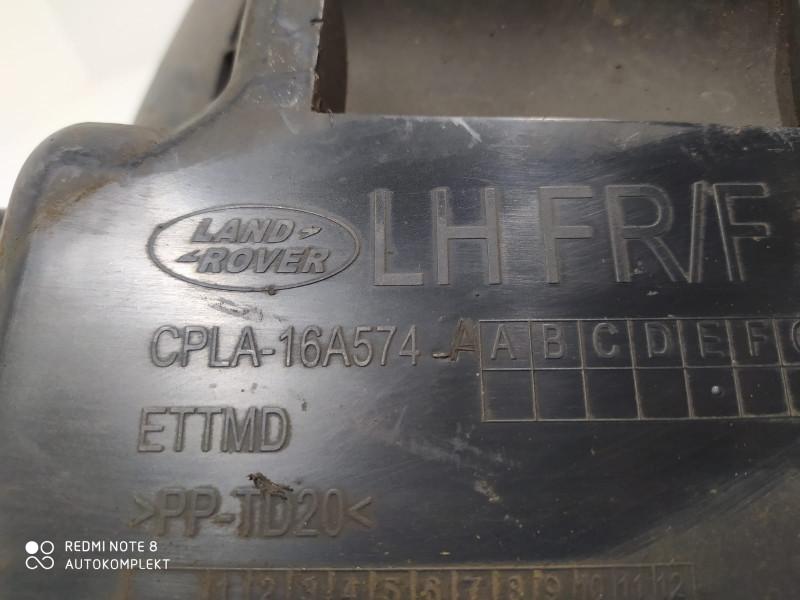 LAND
ROVER
LH FR/F
CPLA-16A574-A
A B C D E F
ETTMD
>PP-TD20<
1 2 3 4 5 6 7 8 9 10 11 12
REDMI NOTE 8
AUTOKOMPLEKT